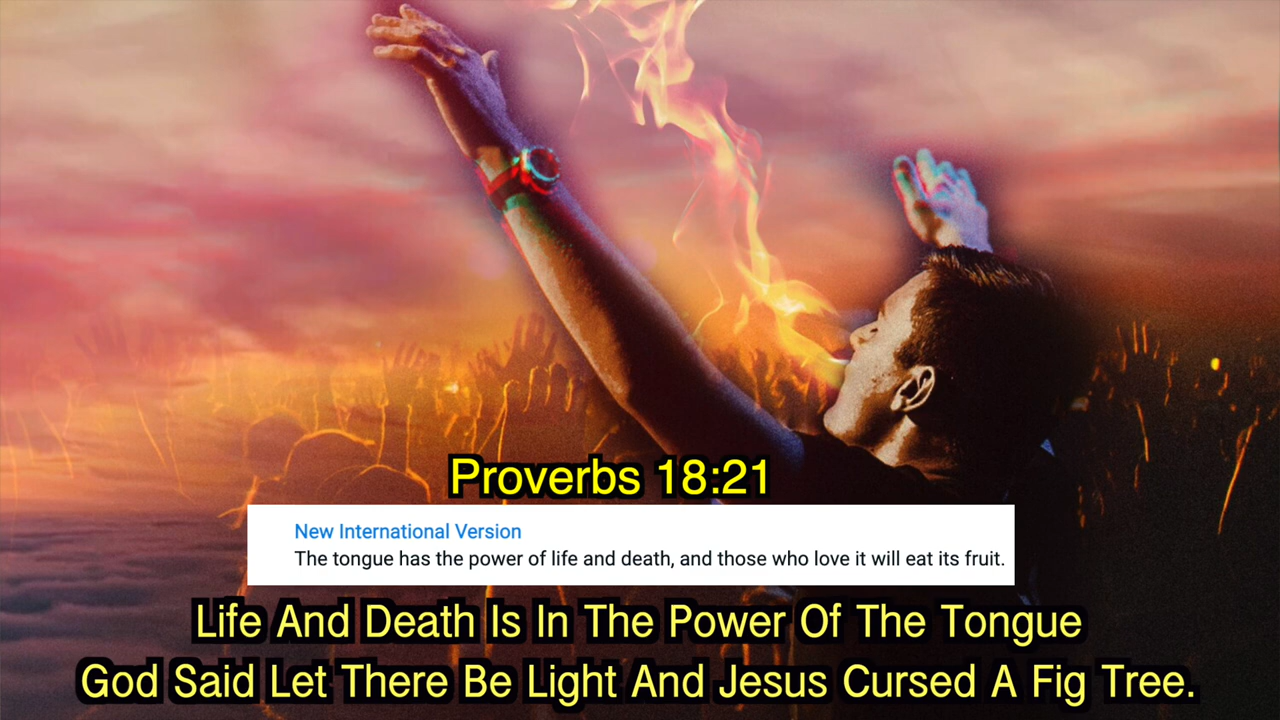 Proverbs 18:21
New International Version
The tongue has the power of life and death, and those who love it will eat its fruit.
Life And Death Is In The Power Of The Tongue
God Said Let There Be Light And Jesus Cursed A Fig Tree.